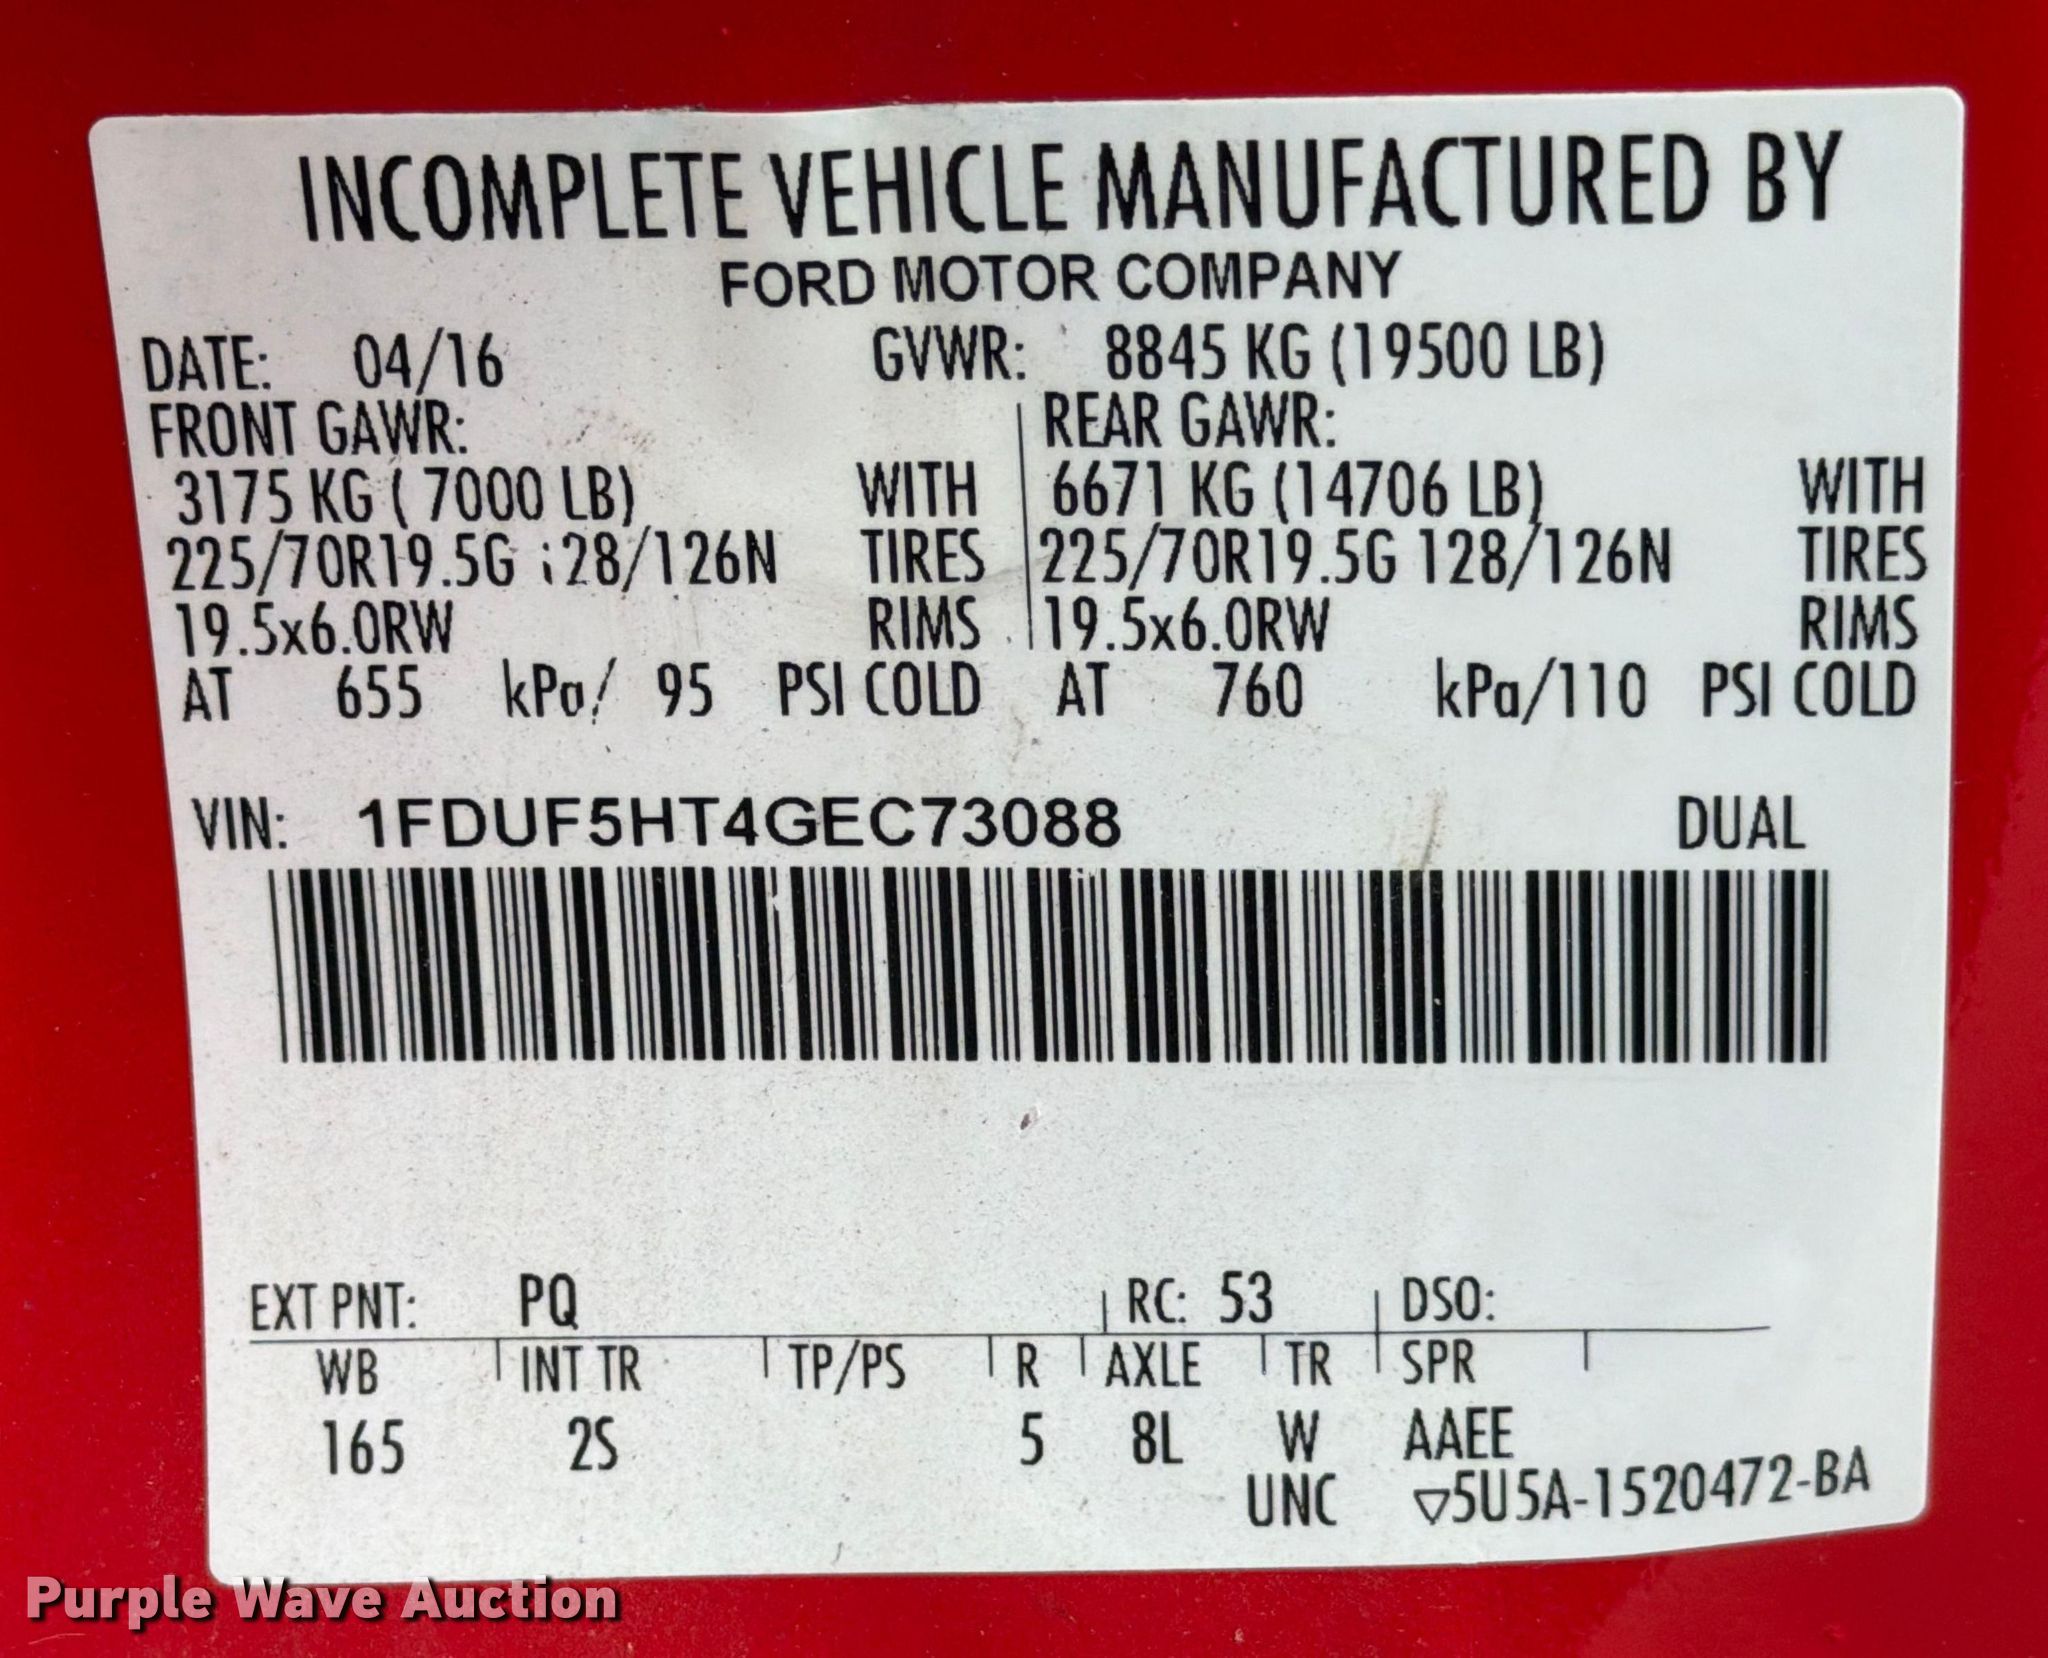 INCOMPLETE VEHICLE MANUFACTURED BY
FORD MOTOR COMPANY
DATE: 04/16 GVWR: 8845 KG (19500 LB)
FRONT GAWR: REAR GAWR:
3175 KG ( 7000 LB) WITH 6671 KG (14706 LB) WITH
225/70R19.5G 128/126N TIRES 225/70R19.5G 128/126N TIRES
19.5x6.0RW RIMS 19.5x6.0RW RIMS
AT 655 kPa/ 95 PSI COLD AT 760 kPa/110 PSI COLD
VIN: 1FDUF5HT4GEC73088 DUAL
EXT PNT: PQ RC: 53 DSO:
WB INT TR TP/PS R AXLE TR SPR
165 2S 5 8L W AAEE
UNC ▽5U5A-1520472-BA
Purple Wave Auction